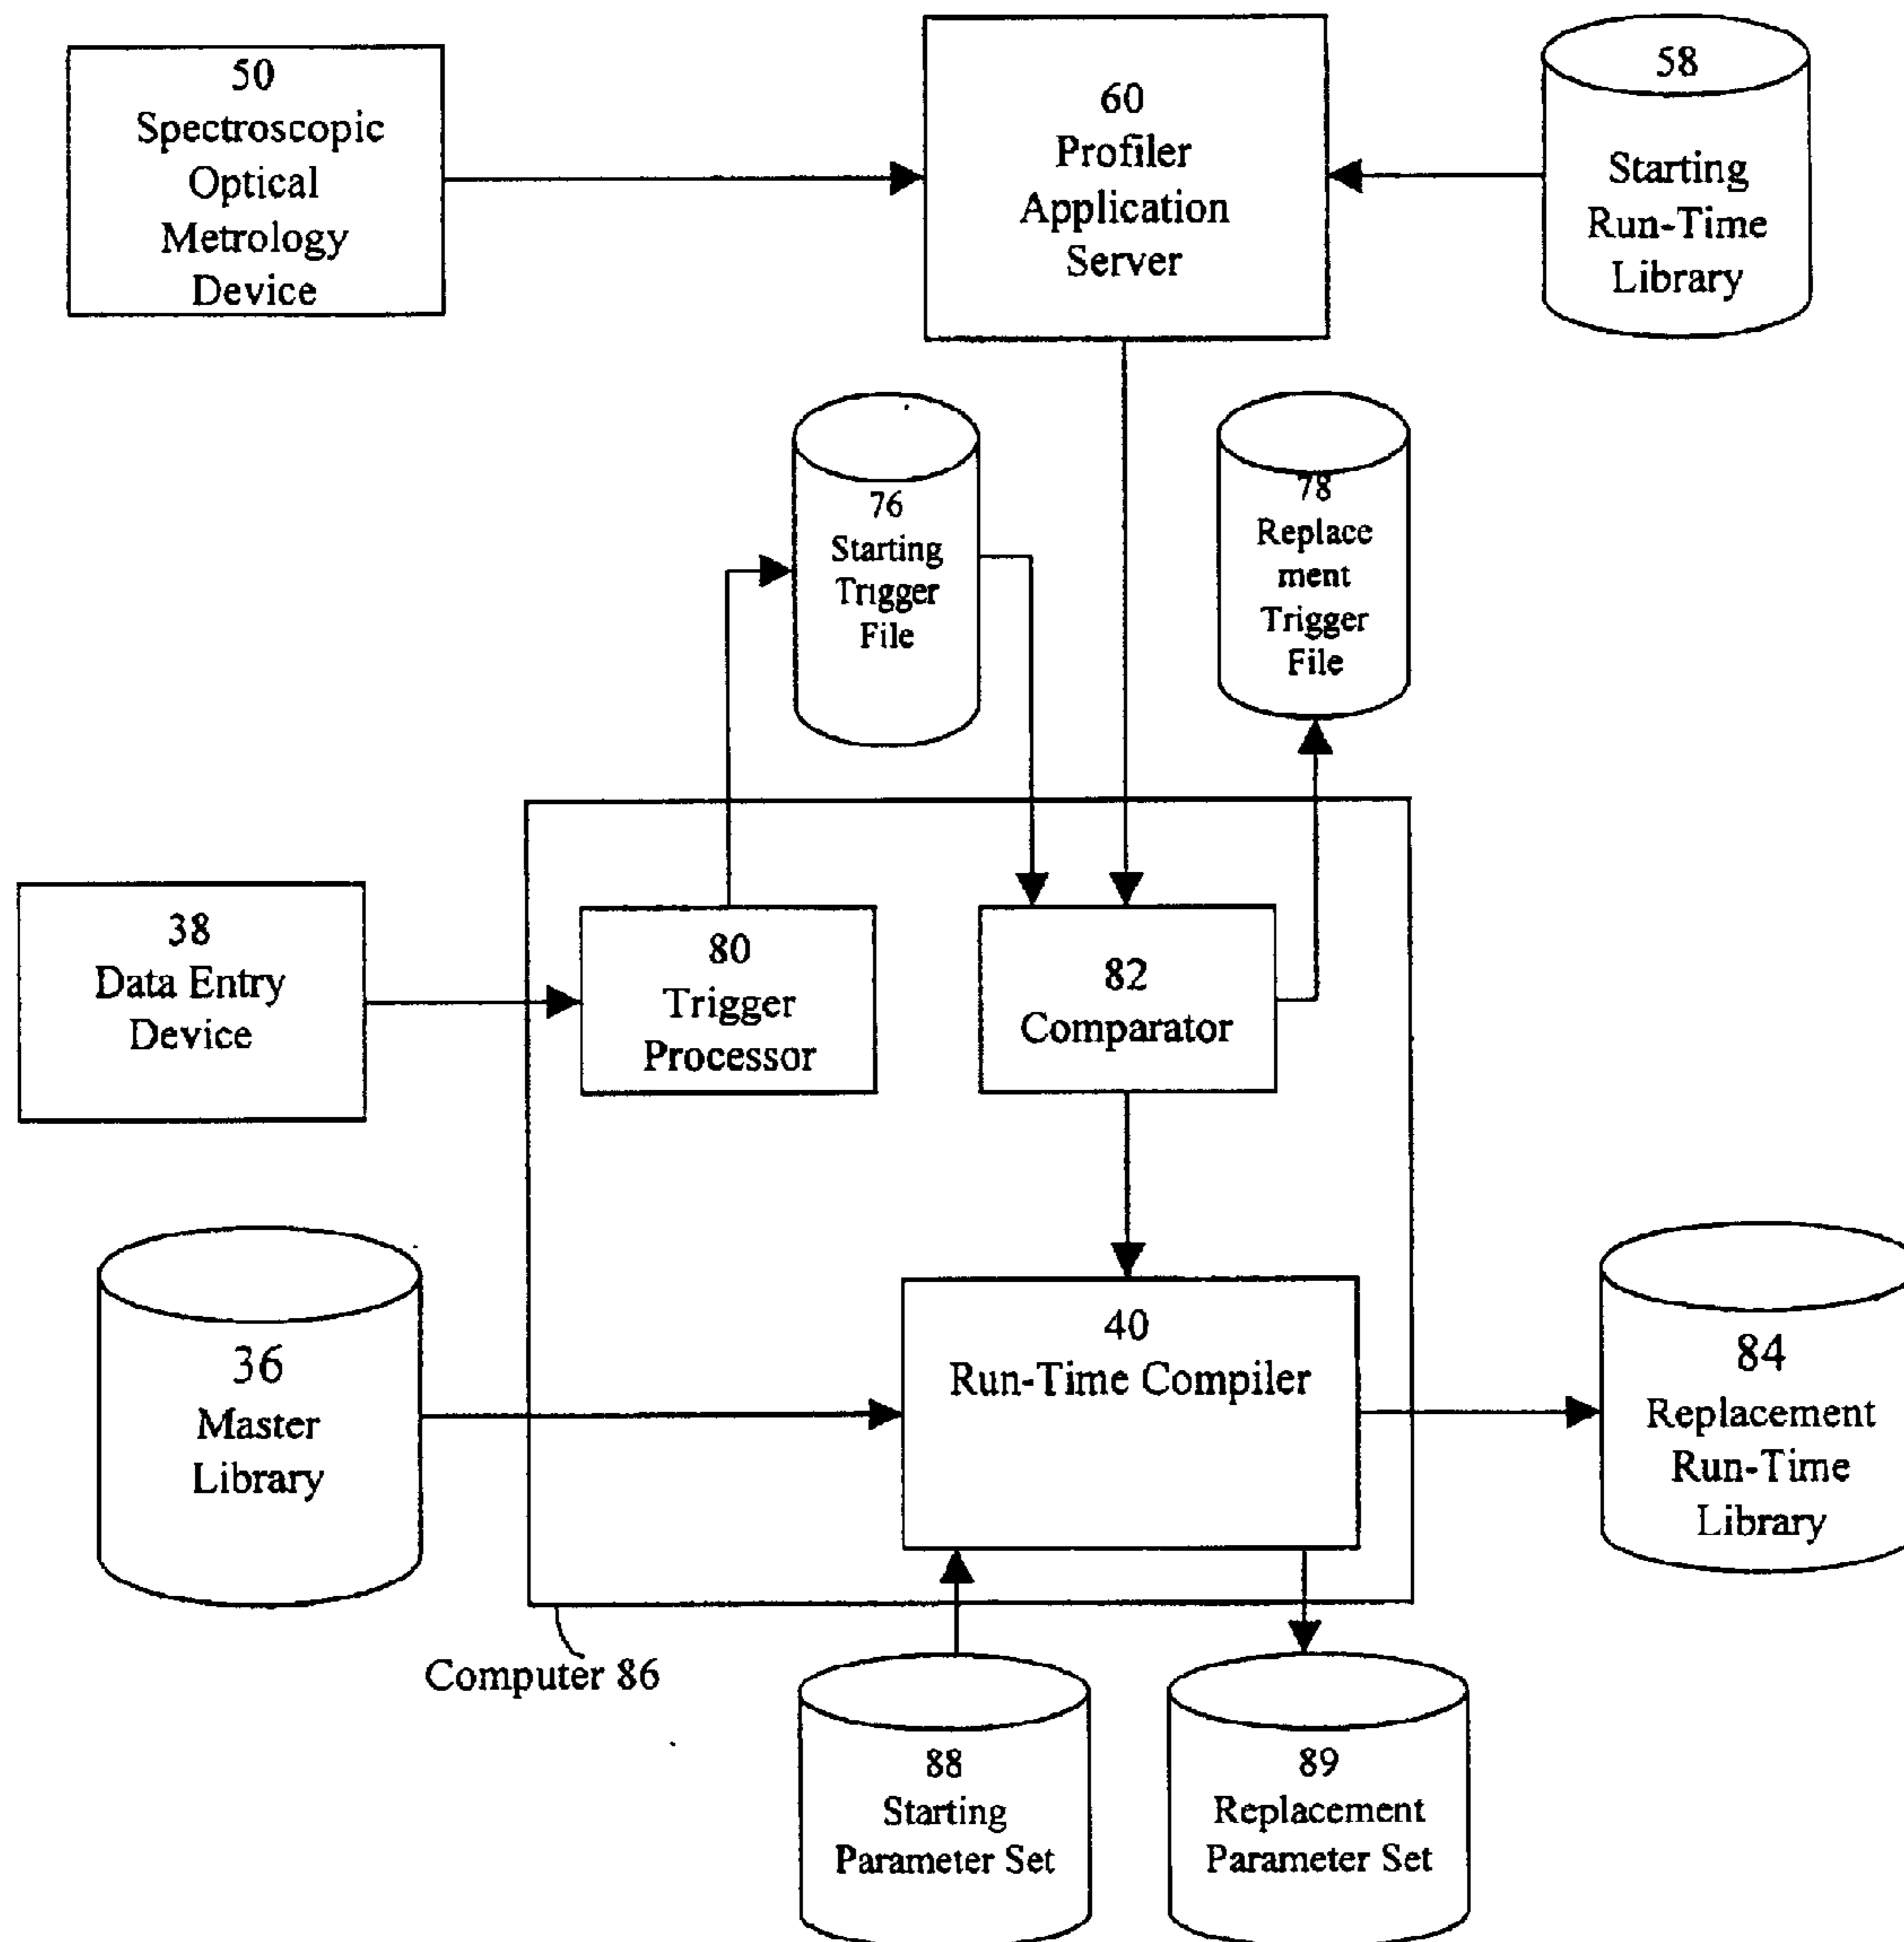 50
Spectroscopic
Optical
Metrology
Device
60
Profiler
Application
Server
58
Starting
Run-Time
Library
76
Starting
Trigger
File
78
Replace
ment
Trigger
File
38
Data Entry
Device
80
Trigger
Processor
82
Comparator
36
Master
Library
40
Run-Time Compiler
84
Replacement
Run-Time
Library
Computer 86
88
Starting
Parameter Set
89
Replacement
Parameter Set